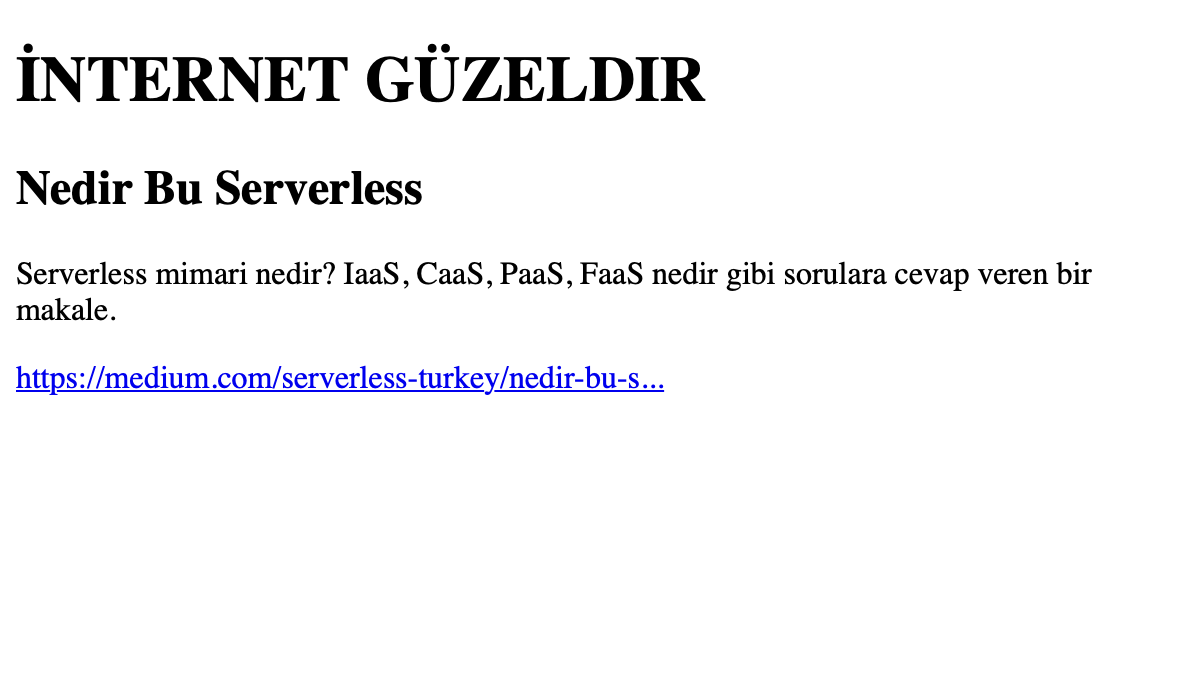 İNTERNET GÜZELDIR
Nedir Bu Serverless
Serverless mimari nedir? IaaS, CaaS, PaaS, FaaS nedir gibi sorulara cevap veren bir
makale.
https://medium.com/serverless-turkey/nedir-bu-s...